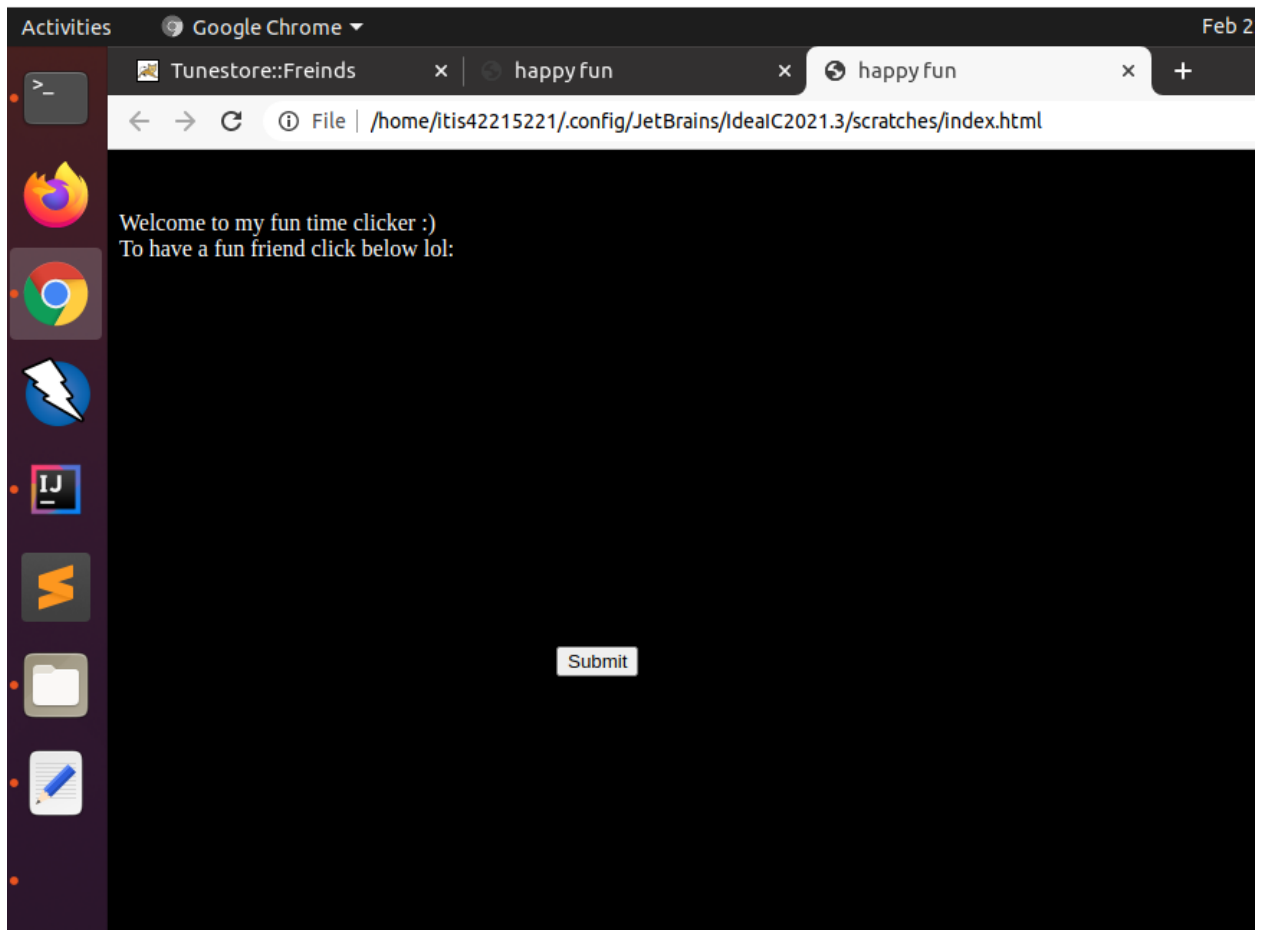 Activities Google Chrome Feb 2
Tunestore::Freinds happy fun happy fun
File /home/itis42215221/.config/JetBrains/IdeaIC2021.3/scratches/index.html
Welcome to my fun time clicker :)
To have a fun friend click below lol:
IJ
Submit